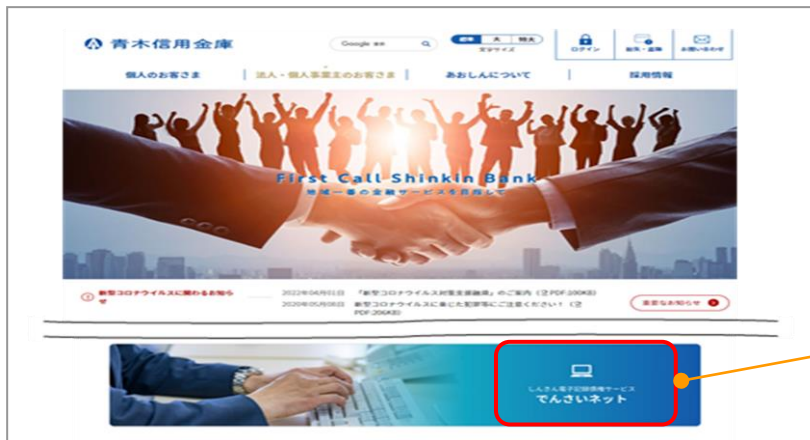 青木信用金庫
Google 検索
標準 大 特大
文字サイズ
ログイン
紛失・盗難
お問い合わせ
個人のお客さま
法人・個人事業主のお客さま
あおしんについて
採用情報
First Call Shinkin Bank
地域一番の金融サービスを目指して
新型コロナウイルスに関わるお知らせ
2022年04月01日 「新型コロナウイルス対策支援融資」のご案内 (PDF:100KB)
2020年05月08日 新型コロナウイルスに乗じた犯罪等にご注意ください! (
PDF:206KB)
重要なお知らせ
しんきん電子記録債権サービス
でんさいネット